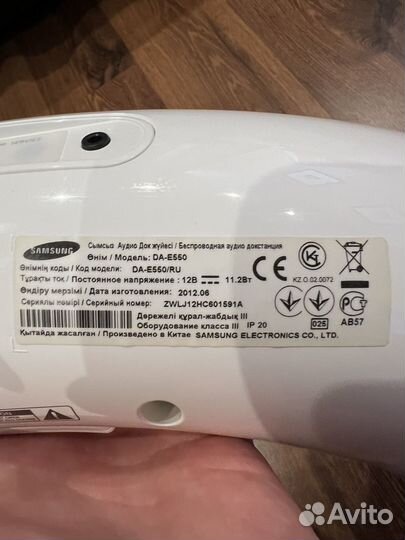 SAMSUNG
Сымсыз Аудио Док жүйесі / Беспроводная аудио докстанция
Өнім / Модель: DA-E550
Өнімнің коды / Код модели: DA-E550/RU
Тұрақты ток / Постоянное напряжение : 12В 11.2Вт
Өндіру мерзімі / Дата изготовления: 2012.06
Сериялы нөмірі / Серийный номер: ZWLJ12HC601591A
Дәрежелі құрал-жабдық III
Оборудование класса III IP 20
Қытайда жасалған / Произведено в Китае SAMSUNG ELECTRONICS CO., LTD.
CE
KZ.O.02.0072
025
АВ57
Avito